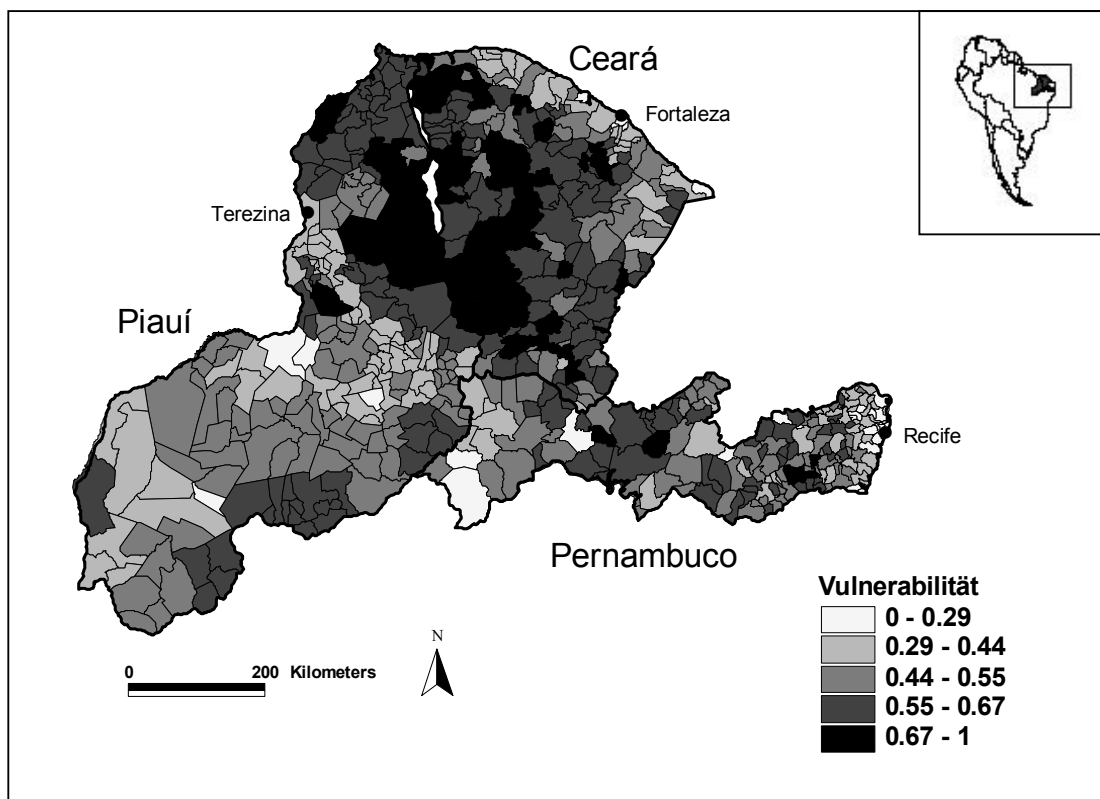 Ceará
Fortaleza
Terezina
Piauí
Recife
Pernambuco
Vulnerabilität
0 - 0.29
0.29 - 0.44
0.44 - 0.55
0.55 - 0.67
0.67 - 1
N
0 200 Kilometers